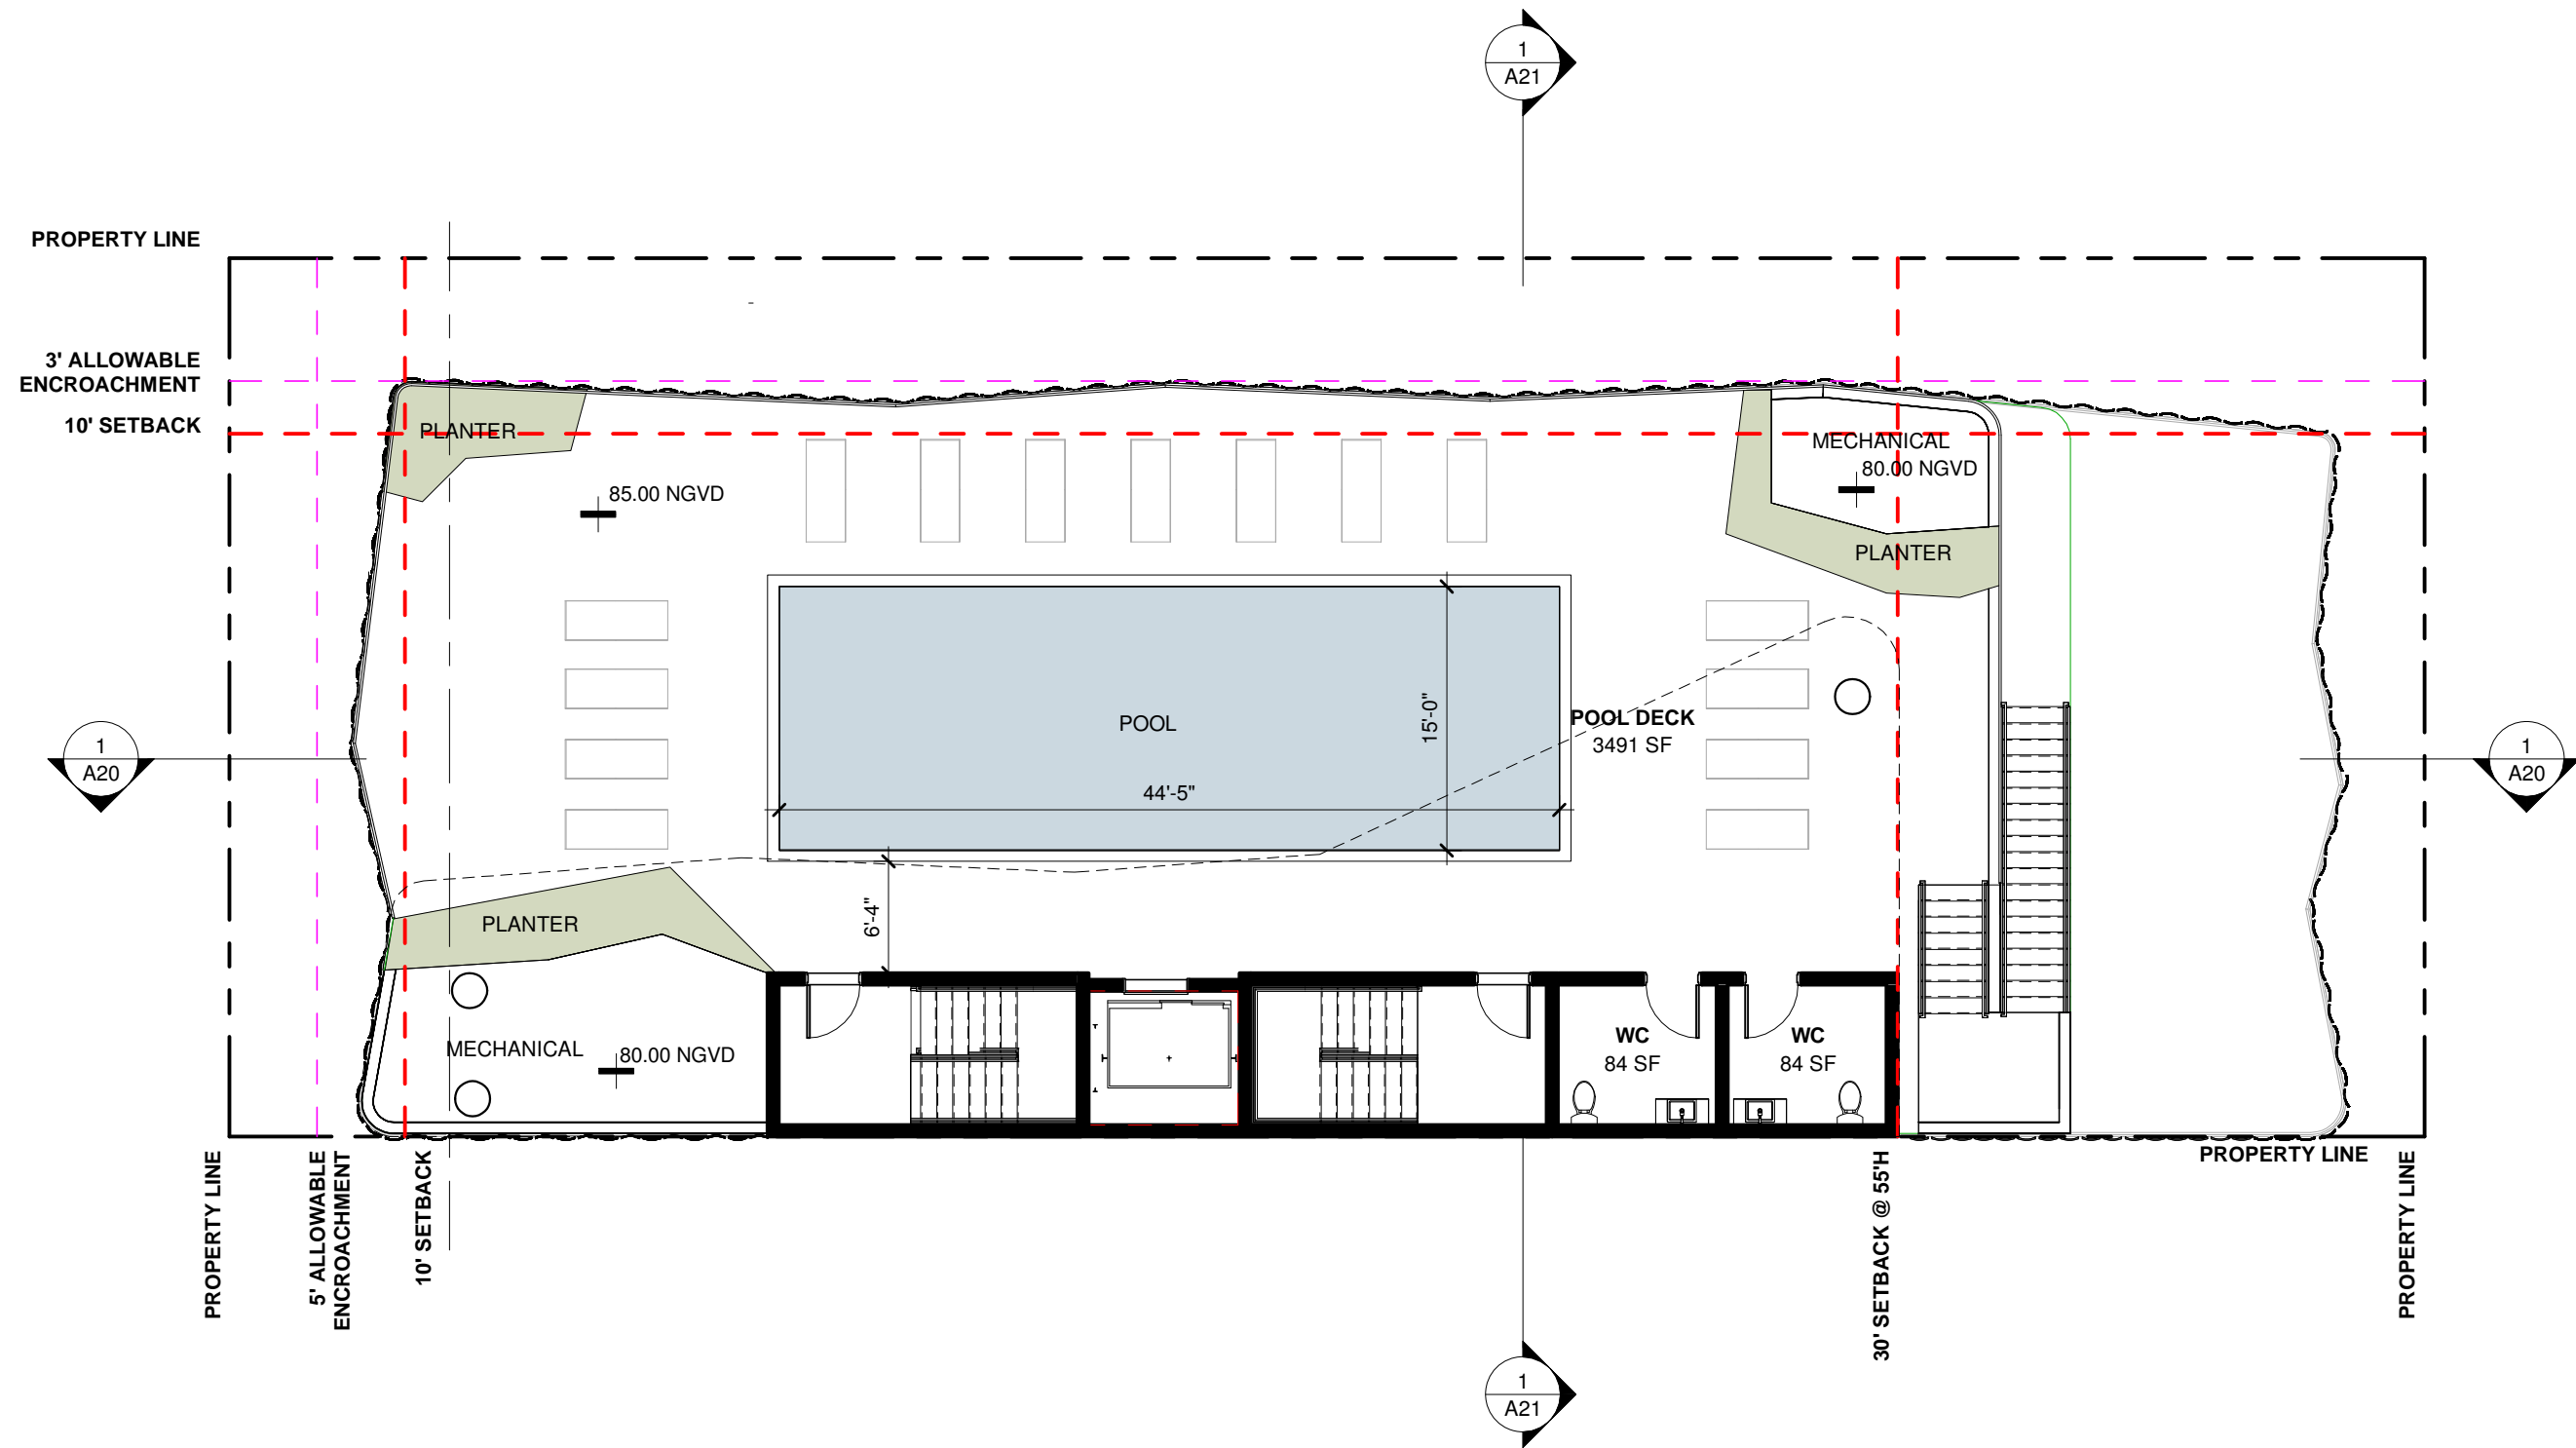 1
A21
PROPERTY LINE
3' ALLOWABLE
ENCROACHMENT
10' SETBACK
PLANTER
MECHANICAL
80.00 NGVD
85.00 NGVD
PLANTER
POOL
15'-0"
POOL DECK
3491 SF
1
A20
1
A20
44'-5"
6'-4"
PLANTER
MECHANICAL
80.00 NGVD
WC
84 SF
WC
84 SF
PROPERTY LINE
PROPERTY LINE
5' ALLOWABLE
ENCROACHMENT
10' SETBACK
30' SETBACK @ 55'H
PROPERTY LINE
1
A21